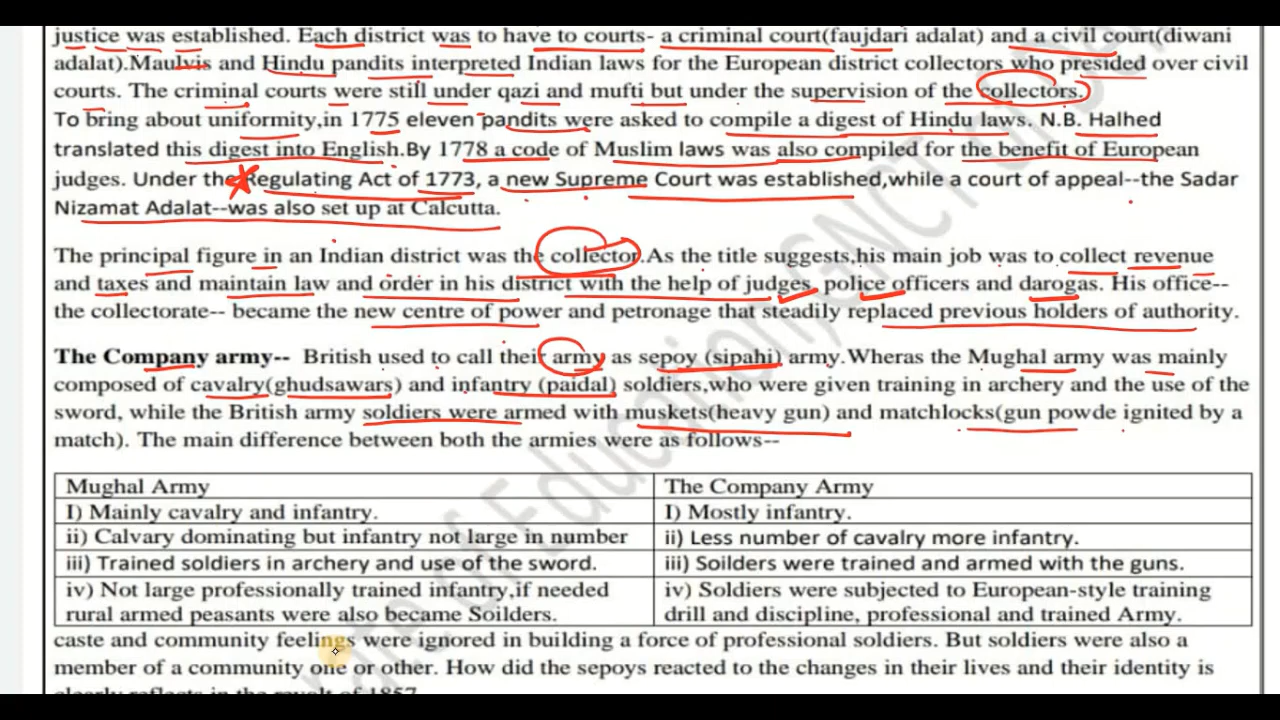 justice was established. Each district was to have to courts- a criminal court(faujdari adalat) and a civil court(diwani
adalat).Maulvis and Hindu pandits interpreted Indian laws for the European district collectors who presided over civil
courts. The criminal courts were still under qazi and mufti but under the supervision of the collectors.
To bring about uniformity,in 1775 eleven pandits were asked to compile a digest of Hindu laws. N.B. Halhed
translated this digest into English.By 1778 a code of Muslim laws was also compiled for the benefit of European
judges. Under the Regulating Act of 1773, a new Supreme Court was established,while a court of appeal--the Sadar
Nizamat Adalat--was also set up at Calcutta.
The principal figure in an Indian district was the collector.As the title suggests,his main job was to collect revenue
and taxes and maintain law and order in his district with the help of judges, police officers and darogas. His office--
the collectorate-- became the new centre of power and petronage that steadily replaced previous holders of authority.
The Company army-- British used to call their army as sepoy (sipahi) army.Wheras the Mughal army was mainly
composed of cavalry(ghudsawars) and infantry (paidal) soldiers,who were given training in archery and the use of the
sword, while the British army soldiers were armed with muskets(heavy gun) and matchlocks(gun powde ignited by a
match). The main difference between both the armies were as follows--
Mughal Army
The Company Army
I) Mainly cavalry and infantry.
I) Mostly infantry.
ii) Calvary dominating but infantry not large in number
ii) Less number of cavalry more infantry.
iii) Trained soldiers in archery and use of the sword.
iii) Soilders were trained and armed with the guns.
iv) Not large professionally trained infantry,if needed
rural armed peasants were also became Soilders.
iv) Soldiers were subjected to European-style training
drill and discipline, professional and trained Army.
caste and community feelings were ignored in building a force of professional soldiers. But soldiers were also a
member of a community one or other. How did the sepoys reacted to the changes in their lives and their identity is
clearly reflects in the revolt of 1857
of Education,GNCT of